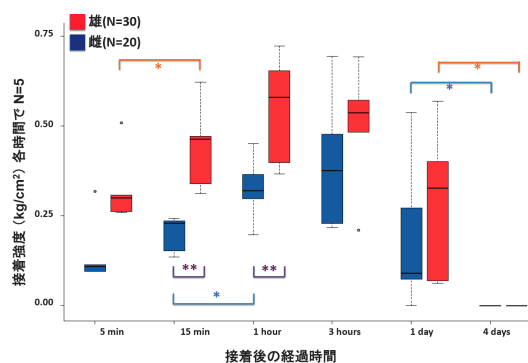 雄(N=30)
雌(N=20)
接着強度 (kg/cm²) 各時間で N=5
0.75
0.50
0.25
0.00
*
*
*
**
**
*
5 min
15 min
1 hour
3 hours
1 day
4 days
接着後の経過時間